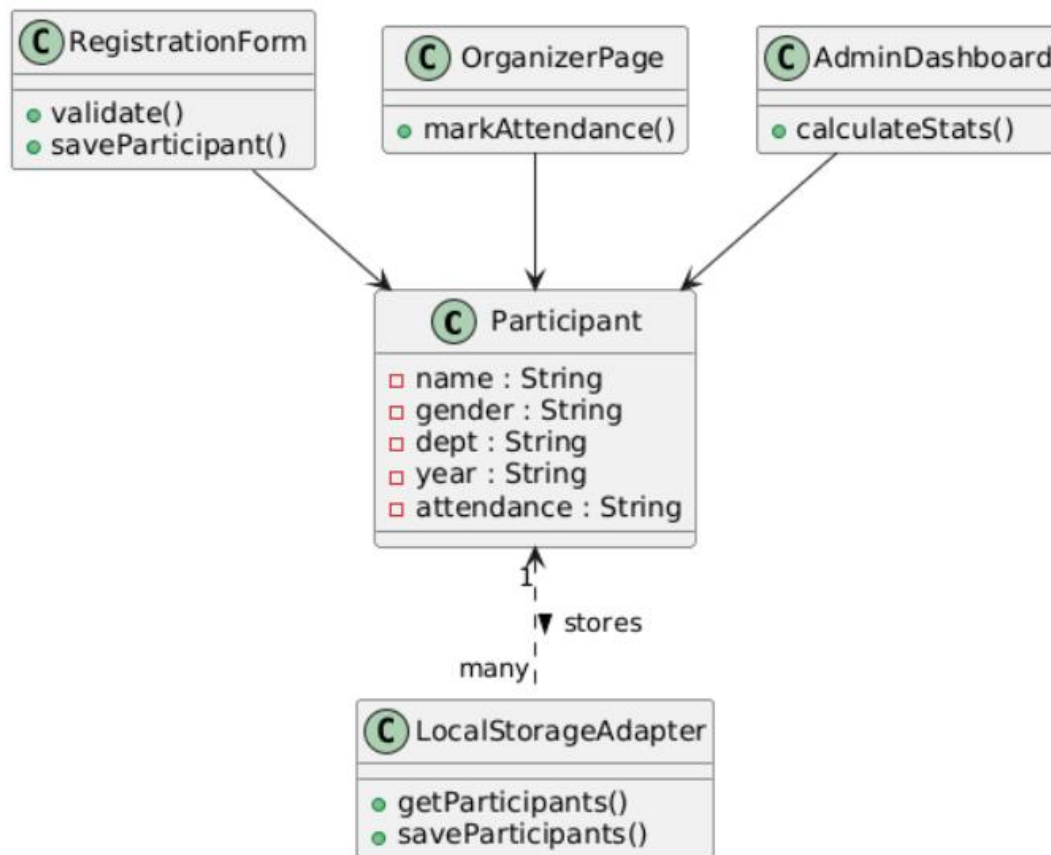 C RegistrationForm
validate()
saveParticipant()
C OrganizerPage
markAttendance()
C AdminDashboard
calculateStats()
C Participant
name : String
gender : String
dept : String
year : String
attendance : String
1
stores
many
C LocalStorageAdapter
getParticipants()
saveParticipants()